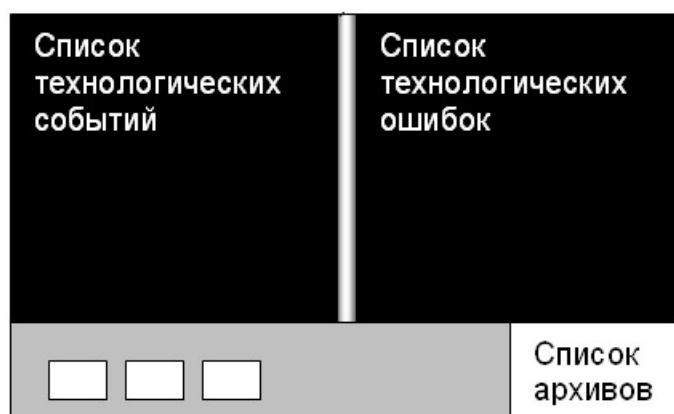 Список
технологических
событий
Список
технологических
ошибок
Список
архивов